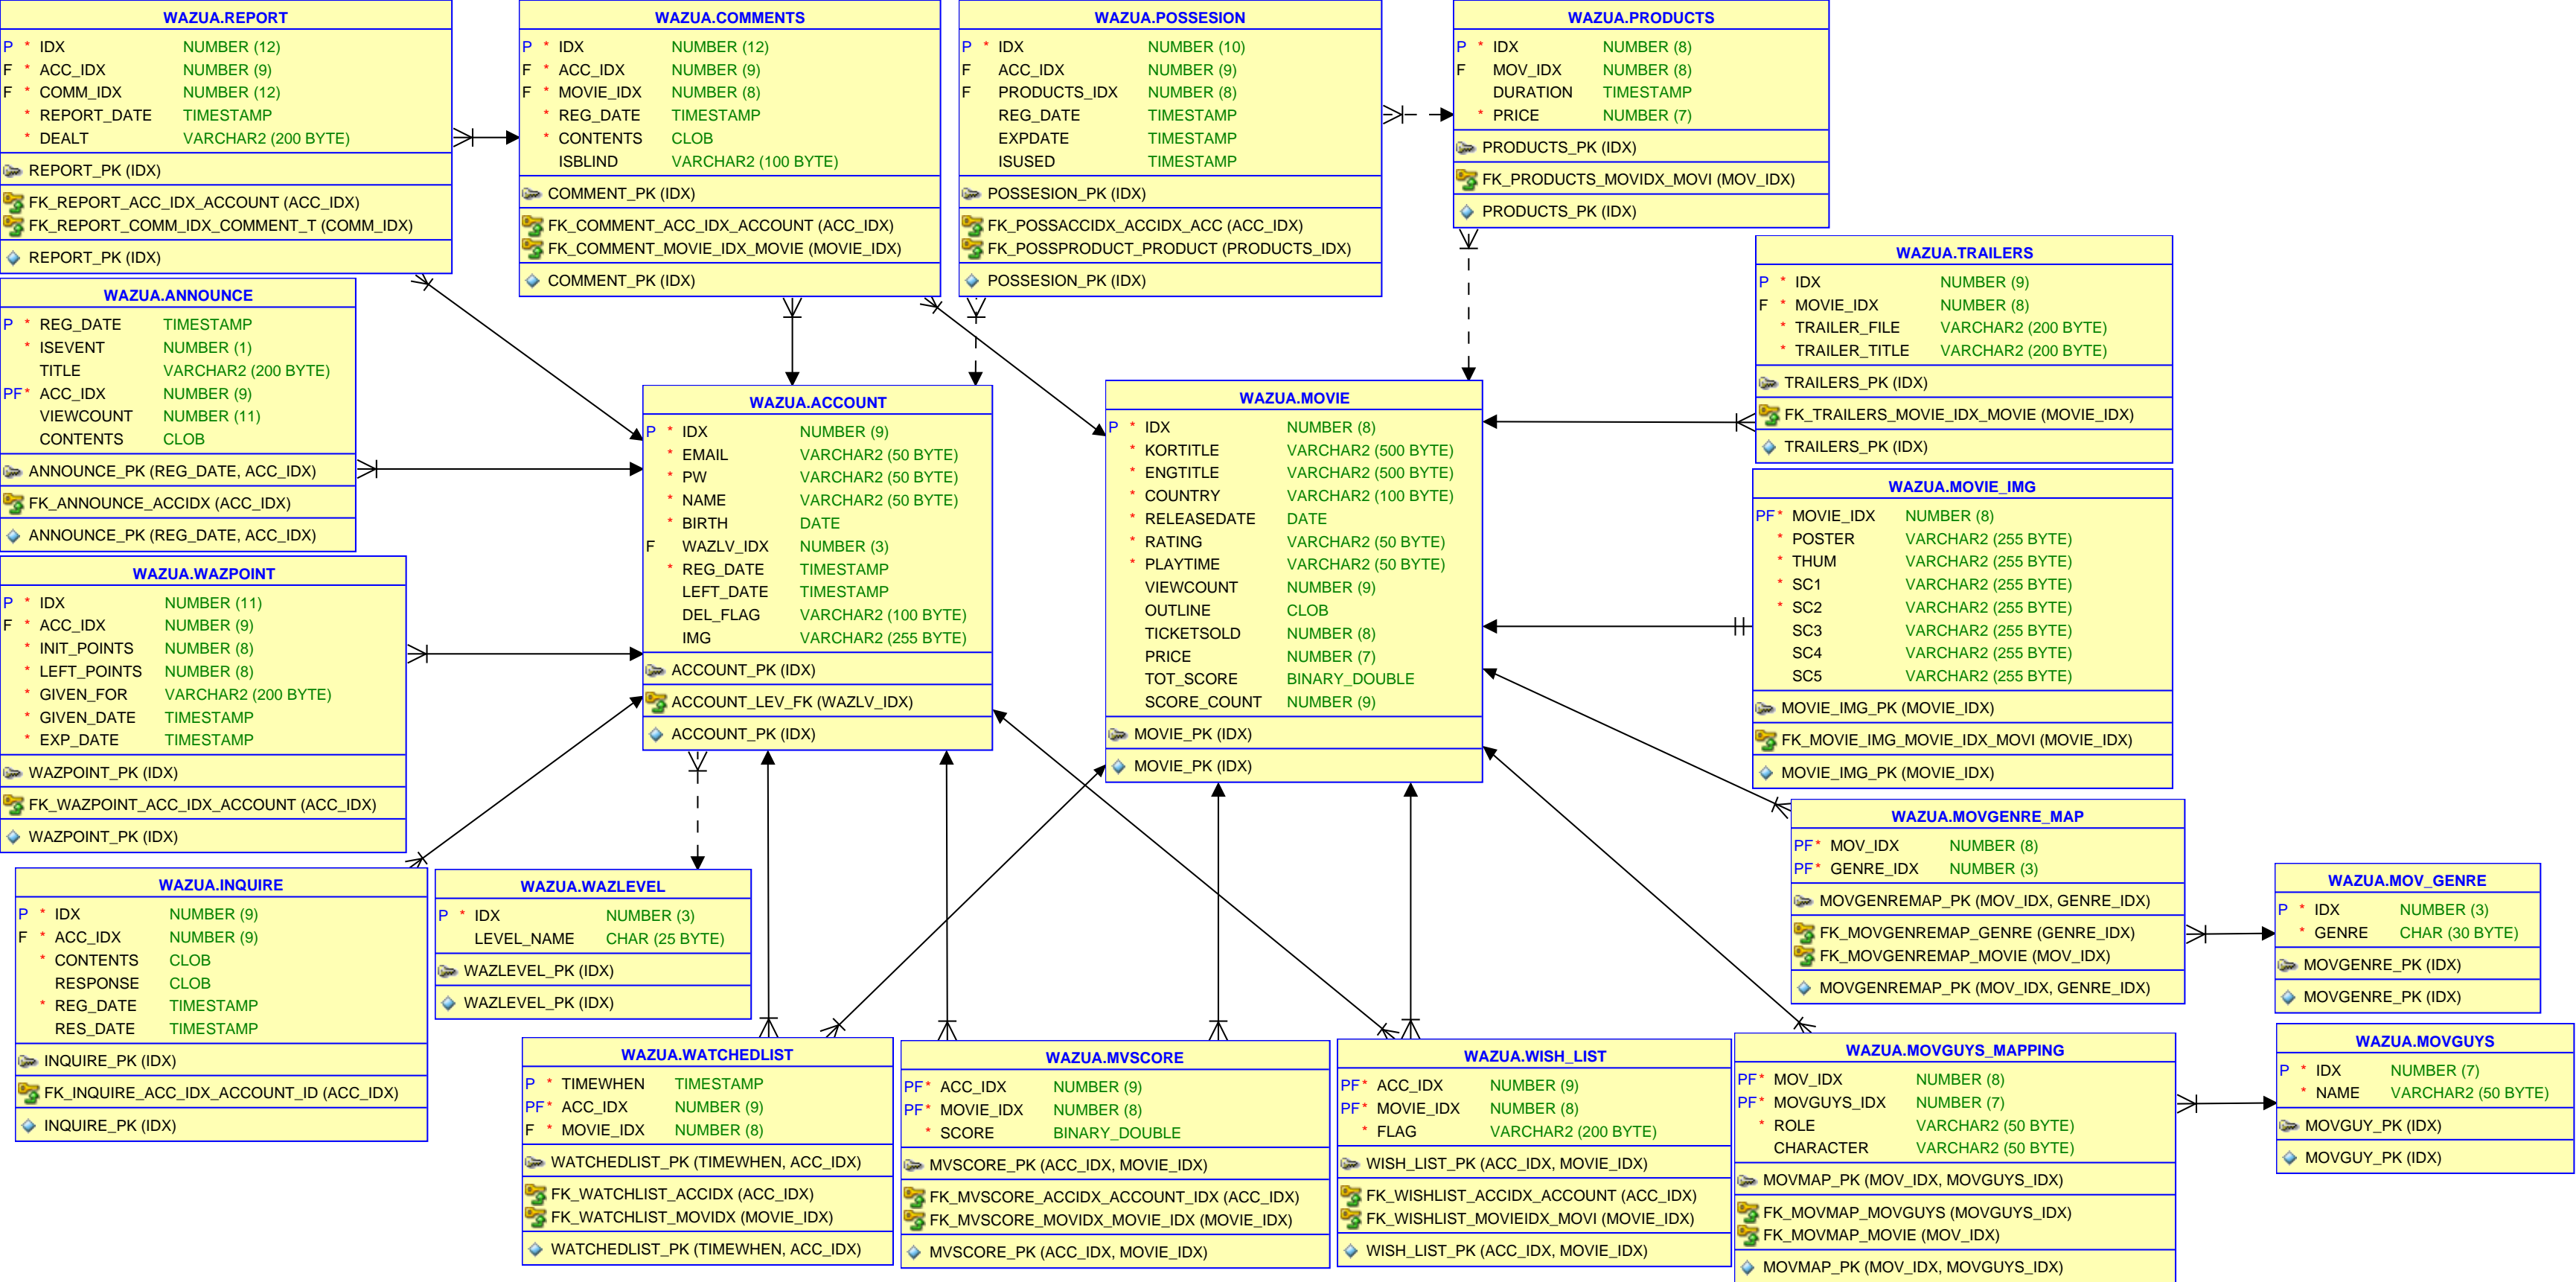 WAZUA.REPORT
P * IDX NUMBER (12)
F * ACC_IDX NUMBER (9)
F * COMM_IDX NUMBER (12)
* REPORT_DATE TIMESTAMP
* DEALT VARCHAR2 (200 BYTE)
REPORT_PK (IDX)
FK_REPORT_ACC_IDX_ACCOUNT (ACC_IDX)
FK_REPORT_COMM_IDX_COMMENT_T (COMM_IDX)
REPORT_PK (IDX)
WAZUA.COMMENTS
P * IDX NUMBER (12)
F * ACC_IDX NUMBER (9)
F * MOVIE_IDX NUMBER (8)
* REG_DATE TIMESTAMP
* CONTENTS CLOB
ISBLIND VARCHAR2 (100 BYTE)
COMMENT_PK (IDX)
FK_COMMENT_ACC_IDX_ACCOUNT (ACC_IDX)
FK_COMMENT_MOVIE_IDX_MOVIE (MOVIE_IDX)
COMMENT_PK (IDX)
WAZUA.POSSESION
P * IDX NUMBER (10)
F ACC_IDX NUMBER (9)
F PRODUCTS_IDX NUMBER (8)
REG_DATE TIMESTAMP
EXPDATE TIMESTAMP
ISUSED TIMESTAMP
POSSESION_PK (IDX)
FK_POSSACCIDX_ACCIDX_ACC (ACC_IDX)
FK_POSSPRODUCT_PRODUCT (PRODUCTS_IDX)
POSSESION_PK (IDX)
WAZUA.PRODUCTS
P * IDX NUMBER (8)
F MOV_IDX NUMBER (8)
DURATION TIMESTAMP
* PRICE NUMBER (7)
PRODUCTS_PK (IDX)
FK_PRODUCTS_MOVIDX_MOVI (MOV_IDX)
PRODUCTS_PK (IDX)
WAZUA.TRAILERS
P * IDX NUMBER (9)
F * MOVIE_IDX NUMBER (8)
* TRAILER_FILE VARCHAR2 (200 BYTE)
* TRAILER_TITLE VARCHAR2 (200 BYTE)
TRAILERS_PK (IDX)
FK_TRAILERS_MOVIE_IDX_MOVIE (MOVIE_IDX)
TRAILERS_PK (IDX)
WAZUA.ANNOUNCE
P * REG_DATE TIMESTAMP
* ISEVENT NUMBER (1)
TITLE VARCHAR2 (200 BYTE)
PF* ACC_IDX NUMBER (9)
VIEWCOUNT NUMBER (11)
CONTENTS CLOB
ANNOUNCE_PK (REG_DATE, ACC_IDX)
FK_ANNOUNCE_ACCIDX (ACC_IDX)
ANNOUNCE_PK (REG_DATE, ACC_IDX)
WAZUA.ACCOUNT
P * IDX NUMBER (9)
* EMAIL VARCHAR2 (50 BYTE)
* PW VARCHAR2 (50 BYTE)
* NAME VARCHAR2 (50 BYTE)
* BIRTH DATE
F WAZLV_IDX NUMBER (3)
* REG_DATE TIMESTAMP
LEFT_DATE TIMESTAMP
DEL_FLAG VARCHAR2 (100 BYTE)
IMG VARCHAR2 (255 BYTE)
ACCOUNT_PK (IDX)
ACCOUNT_LEV_FK (WAZLV_IDX)
ACCOUNT_PK (IDX)
WAZUA.MOVIE
P * IDX NUMBER (8)
* KORTITLE VARCHAR2 (500 BYTE)
* ENGTITLE VARCHAR2 (500 BYTE)
* COUNTRY VARCHAR2 (100 BYTE)
* RELEASEDATE DATE
* RATING VARCHAR2 (50 BYTE)
* PLAYTIME VARCHAR2 (50 BYTE)
VIEWCOUNT NUMBER (9)
OUTLINE CLOB
TICKETSOLD NUMBER (8)
PRICE NUMBER (7)
TOT_SCORE BINARY_DOUBLE
SCORE_COUNT NUMBER (9)
MOVIE_PK (IDX)
MOVIE_PK (IDX)
WAZUA.MOVIE_IMG
PF* MOVIE_IDX NUMBER (8)
* POSTER VARCHAR2 (255 BYTE)
* THUM VARCHAR2 (255 BYTE)
* SC1 VARCHAR2 (255 BYTE)
* SC2 VARCHAR2 (255 BYTE)
SC3 VARCHAR2 (255 BYTE)
SC4 VARCHAR2 (255 BYTE)
SC5 VARCHAR2 (255 BYTE)
MOVIE_IMG_PK (MOVIE_IDX)
FK_MOVIE_IMG_MOVIE_IDX_MOVI (MOVIE_IDX)
MOVIE_IMG_PK (MOVIE_IDX)
WAZUA.WAZPOINT
P * IDX NUMBER (11)
F * ACC_IDX NUMBER (9)
* INIT_POINTS NUMBER (8)
* LEFT_POINTS NUMBER (8)
* GIVEN_FOR VARCHAR2 (200 BYTE)
* GIVEN_DATE TIMESTAMP
* EXP_DATE TIMESTAMP
WAZPOINT_PK (IDX)
FK_WAZPOINT_ACC_IDX_ACCOUNT (ACC_IDX)
WAZPOINT_PK (IDX)
WAZUA.MOVGENRE_MAP
PF* MOV_IDX NUMBER (8)
PF* GENRE_IDX NUMBER (3)
MOVGENREMAP_PK (MOV_IDX, GENRE_IDX)
FK_MOVGENREMAP_GENRE (GENRE_IDX)
FK_MOVGENREMAP_MOVIE (MOV_IDX)
MOVGENREMAP_PK (MOV_IDX, GENRE_IDX)
WAZUA.MOV_GENRE
P * IDX NUMBER (3)
* GENRE CHAR (30 BYTE)
MOVGENRE_PK (IDX)
MOVGENRE_PK (IDX)
WAZUA.INQUIRE
P * IDX NUMBER (9)
F * ACC_IDX NUMBER (9)
* CONTENTS CLOB
RESPONSE CLOB
* REG_DATE TIMESTAMP
RES_DATE TIMESTAMP
INQUIRE_PK (IDX)
FK_INQUIRE_ACC_IDX_ACCOUNT_ID (ACC_IDX)
INQUIRE_PK (IDX)
WAZUA.WAZLEVEL
P * IDX NUMBER (3)
LEVEL_NAME CHAR (25 BYTE)
WAZLEVEL_PK (IDX)
WAZLEVEL_PK (IDX)
WAZUA.WATCHEDLIST
P * TIMEWHEN TIMESTAMP
PF* ACC_IDX NUMBER (9)
F * MOVIE_IDX NUMBER (8)
WATCHEDLIST_PK (TIMEWHEN, ACC_IDX)
FK_WATCHLIST_ACCIDX (ACC_IDX)
FK_WATCHLIST_MOVIDX (MOVIE_IDX)
WATCHEDLIST_PK (TIMEWHEN, ACC_IDX)
WAZUA.MVSCORE
PF* ACC_IDX NUMBER (9)
PF* MOVIE_IDX NUMBER (8)
* SCORE BINARY_DOUBLE
MVSCORE_PK (ACC_IDX, MOVIE_IDX)
FK_MVSCORE_ACCIDX_ACCOUNT_IDX (ACC_IDX)
FK_MVSCORE_MOVIDX_MOVIE_IDX (MOVIE_IDX)
MVSCORE_PK (ACC_IDX, MOVIE_IDX)
WAZUA.WISH_LIST
PF* ACC_IDX NUMBER (9)
PF* MOVIE_IDX NUMBER (8)
* FLAG VARCHAR2 (200 BYTE)
WISH_LIST_PK (ACC_IDX, MOVIE_IDX)
FK_WISHLIST_ACCIDX_ACCOUNT (ACC_IDX)
FK_WISHLIST_MOVIEIDX_MOVI (MOVIE_IDX)
WISH_LIST_PK (ACC_IDX, MOVIE_IDX)
WAZUA.MOVGUYS_MAPPING
PF* MOV_IDX NUMBER (8)
PF* MOVGUYS_IDX NUMBER (7)
* ROLE VARCHAR2 (50 BYTE)
CHARACTER VARCHAR2 (50 BYTE)
MOVMAP_PK (MOV_IDX, MOVGUYS_IDX)
FK_MOVMAP_MOVGUYS (MOVGUYS_IDX)
FK_MOVMAP_MOVIE (MOV_IDX)
MOVMAP_PK (MOV_IDX, MOVGUYS_IDX)
WAZUA.MOVGUYS
P * IDX NUMBER (7)
* NAME VARCHAR2 (50 BYTE)
MOVGUY_PK (IDX)
MOVGUY_PK (IDX)